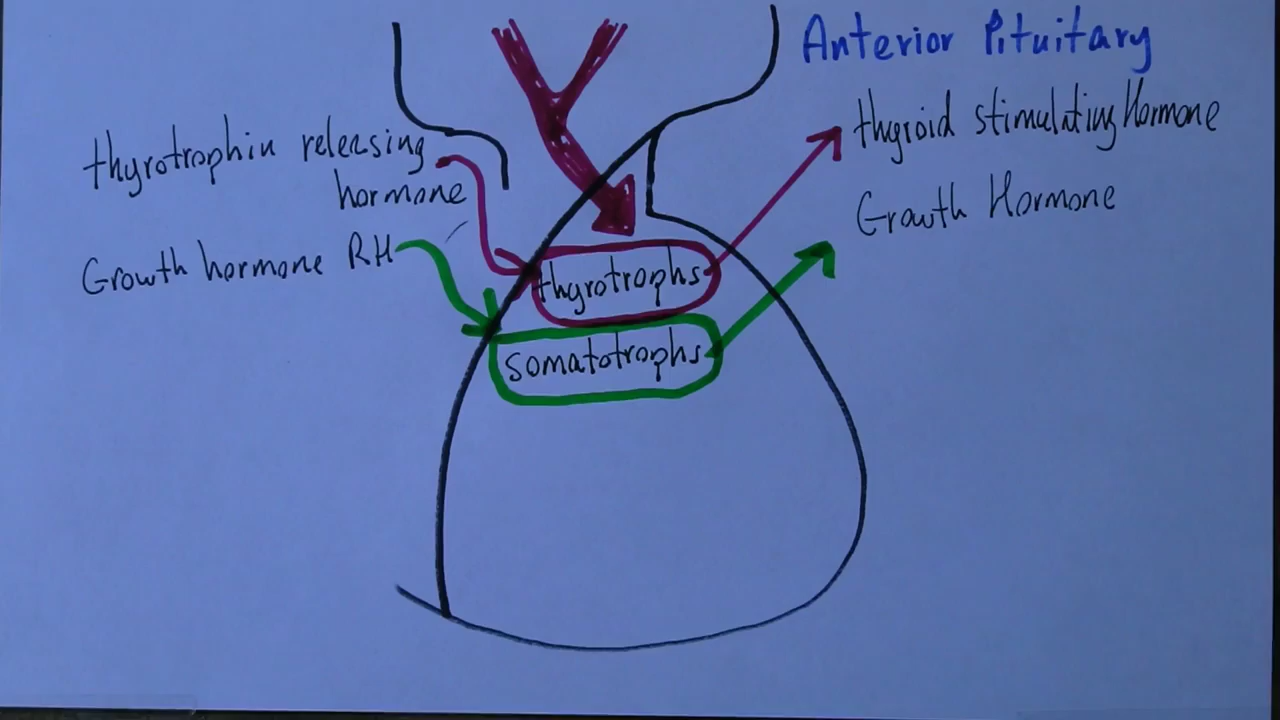 Anterior Pituitary
thyrotrophin releasing
hormone
Growth hormone RH
thyroid stimulating Hormone
Growth Hormone
thyrotrophs
somatotrophs